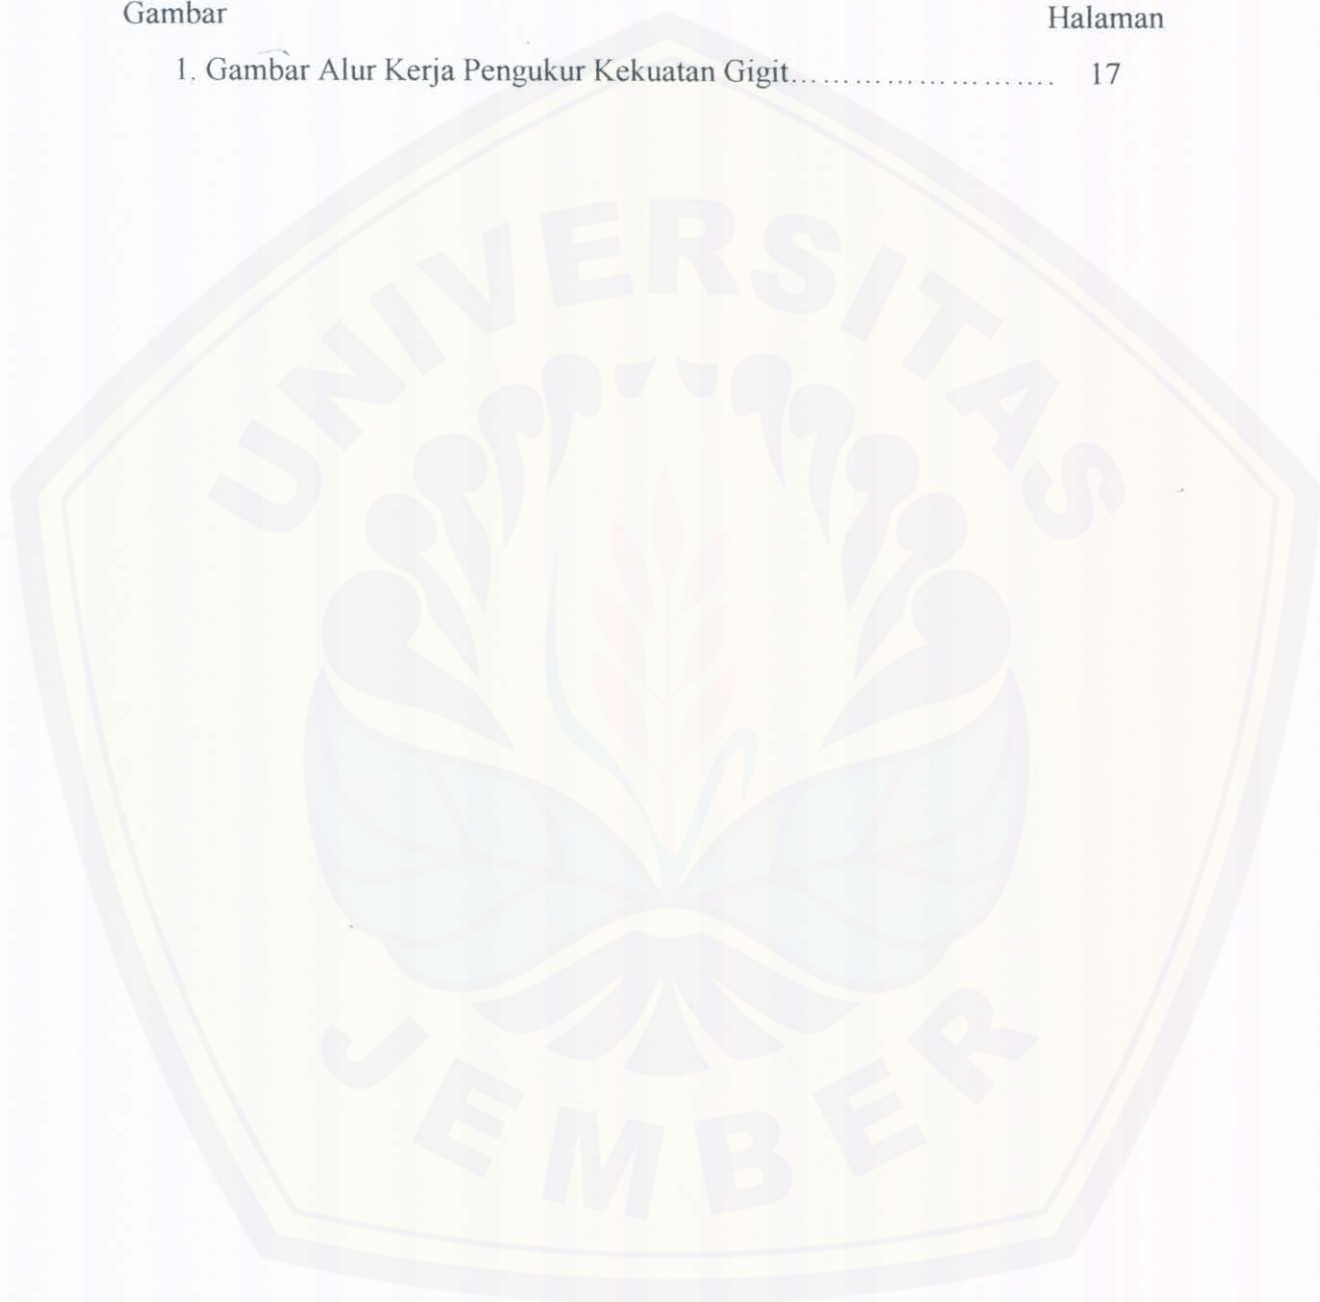 Gambar Halaman
1. Gambar Alur Kerja Pengukur Kekuatan Gigit........................ 17
UNIVERSITAS
JEMBER